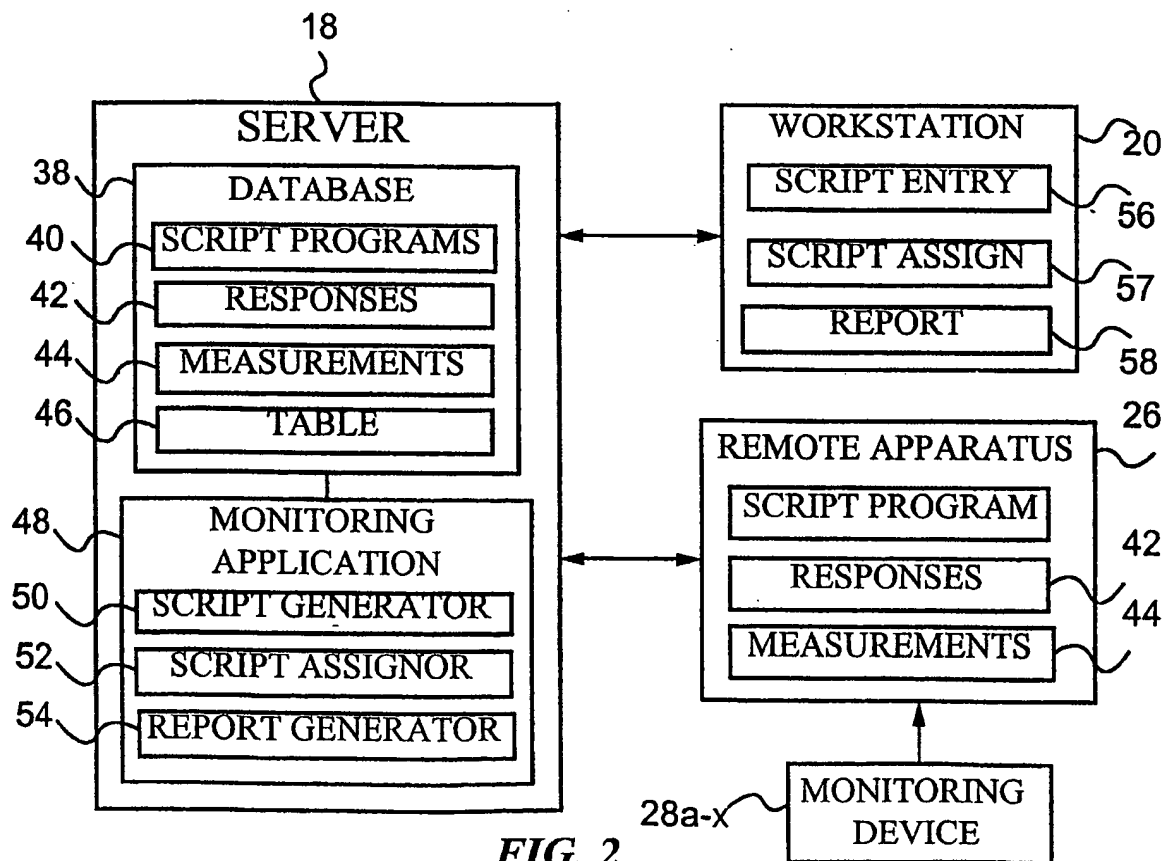 18
SERVER
38
DATABASE
40
SCRIPT PROGRAMS
42
RESPONSES
44
MEASUREMENTS
46
TABLE
48
MONITORING
APPLICATION
50
SCRIPT GENERATOR
52
SCRIPT ASSIGNOR
54
REPORT GENERATOR
WORKSTATION
20
SCRIPT ENTRY
56
SCRIPT ASSIGN
57
REPORT
58
26
REMOTE APPARATUS
SCRIPT PROGRAM
42
RESPONSES
44
MEASUREMENTS
28a-x
MONITORING
DEVICE
FIG. 2